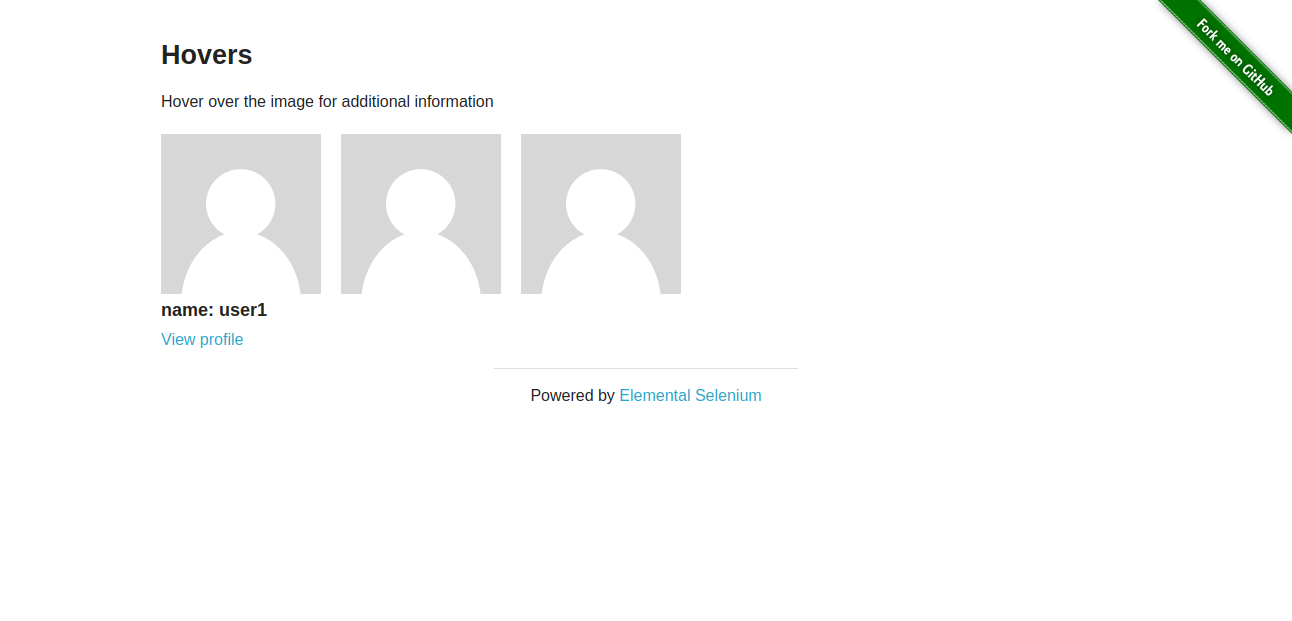 Fork me on GitHub
Hovers
Hover over the image for additional information
name: user1
View profile
Powered by Elemental Selenium